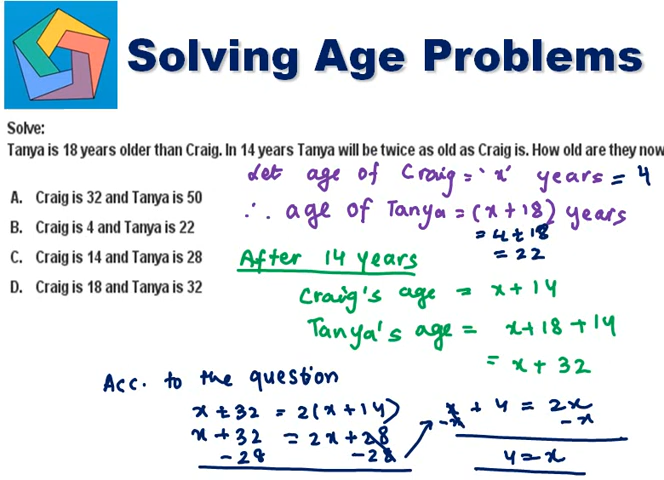 Solving Age Problems
Solve:
Tanya is 18 years older than Craig. In 14 years Tanya will be twice as old as Craig is. How old are they now
Let age of Craig = 'x' years = 4
A. Craig is 32 and Tanya is 50
∴ age of Tanya = (x+18) years
B. Craig is 4 and Tanya is 22
= 4+18
= 22
C. Craig is 14 and Tanya is 28
After 14 years
D. Craig is 18 and Tanya is 32
Craig's age = x+14
Tanya's age = x+18+14
= x+32
Acc. to the question
x+32 = 2(x+14)
x+32 = 2x+28
-28 -28
x+4 = 2x
-x -x
4=x